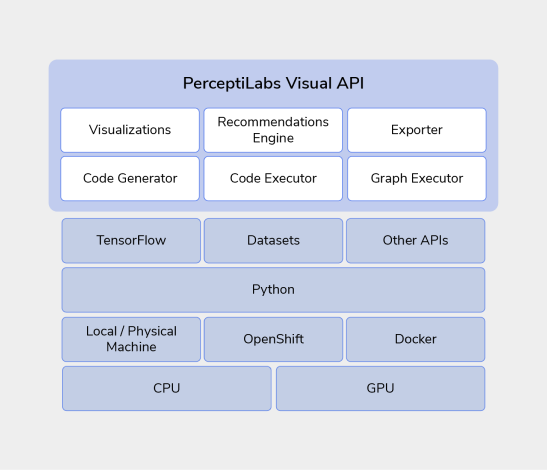 PerceptiLabs Visual API
Visualizations
Recommendations
Engine
Exporter
Code Generator
Code Executor
Graph Executor
TensorFlow
Datasets
Other APIs
Python
Local / Physical
Machine
OpenShift
Docker
CPU
GPU